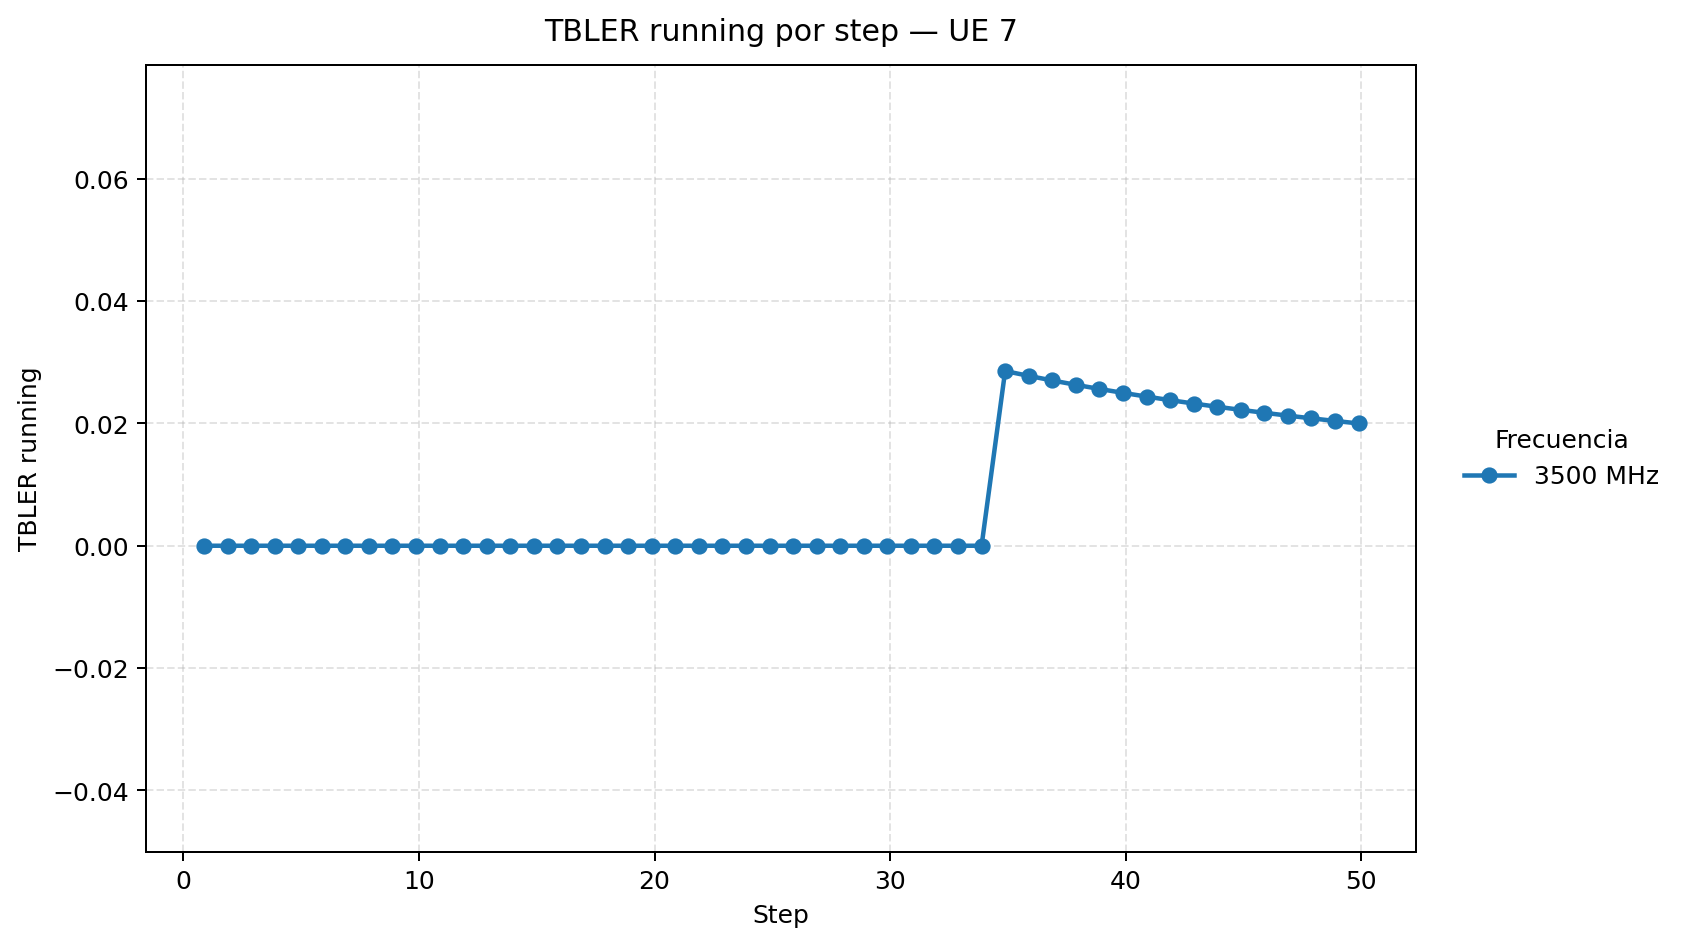 TBLER running por step — UE 7
0.06
0.04
0.02
0.00
−0.02
−0.04
TBLER running
0 10 20 30 40 50
Step
Frecuencia
3500 MHz